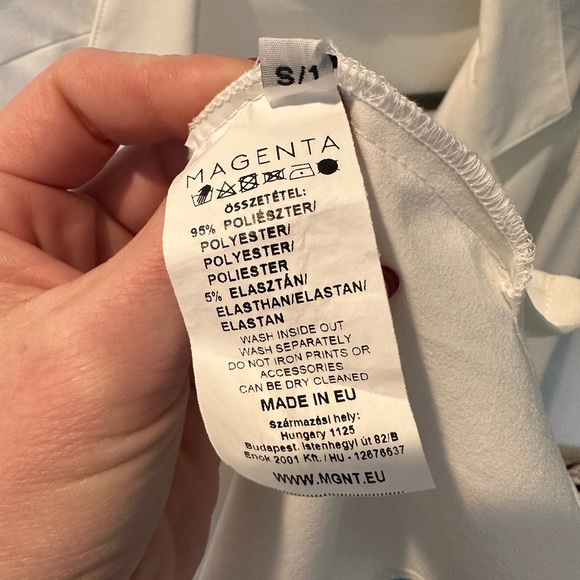 S/1
MAGENTA
ÖSSZETÉTEL:
95% POLIÉSZTER/
POLYESTER/
POLYESTER/
POLIESTER
5% ELASZTÁN/
ELASTHAN/ELASTAN/
ELASTAN
WASH INSIDE OUT
WASH SEPARATELY
DO NOT IRON PRINTS OR
ACCESSORIES
CAN BE DRY CLEANED
MADE IN EU
Származási hely:
Hungary 1125
Budapest. Istenhegyi út 82/B
Enok 2001 Kft./HU - 12676637
WWW.MGNT.EU